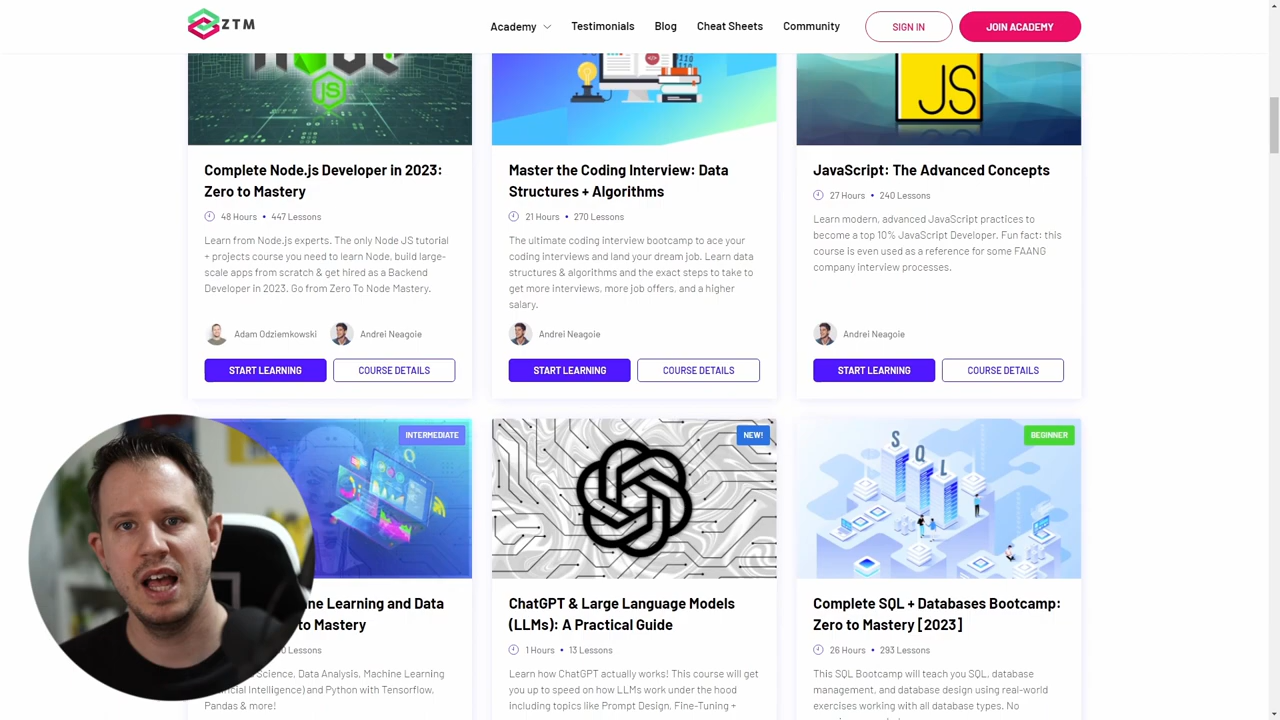 ZTM
Academy
Testimonials
Blog
Cheat Sheets
Community
SIGN IN
JOIN ACADEMY
JS
JS
Complete Node.js Developer in 2023:
Zero to Mastery
48 Hours • 447 Lessons
Learn from Node.js experts. The only Node JS tutorial
+ projects course you need to learn Node, build large-
scale apps from scratch & get hired as a Backend
Developer in 2023. Go from Zero To Node Mastery.
Adam Odziemkowski
Andrei Neagoie
START LEARNING
COURSE DETAILS
Master the Coding Interview: Data
Structures + Algorithms
21 Hours • 270 Lessons
The ultimate coding interview bootcamp to ace your
coding interviews and land your dream job. Learn data
structures & algorithms and the exact steps to take to
get more interviews, more job offers, and a higher
salary.
Andrei Neagoie
START LEARNING
COURSE DETAILS
JavaScript: The Advanced Concepts
27 Hours • 240 Lessons
Learn modern, advanced JavaScript practices to
become a top 10% JavaScript Developer. Fun fact: this
course is even used as a reference for some FAANG
company interview processes.
Andrei Neagoie
START LEARNING
COURSE DETAILS
INTERMEDIATE
Learning and Data
to Mastery
Lessons
Science, Data Analysis, Machine Learning
Intelligence) and Python with Tensorflow,
Pandas & more!
NEW!
ChatGPT & Large Language Models
(LLMs): A Practical Guide
1 Hours • 13 Lessons
Learn how ChatGPT actually works! This course will get
you up to speed on how LLMs work under the hood
including topics like Prompt Design, Fine-Tuning +
BEGINNER
SQL
Complete SQL + Databases Bootcamp:
Zero to Mastery [2023]
26 Hours • 293 Lessons
This SQL Bootcamp will teach you SQL, database
management, and database design using real-world
exercises working with all database types. No